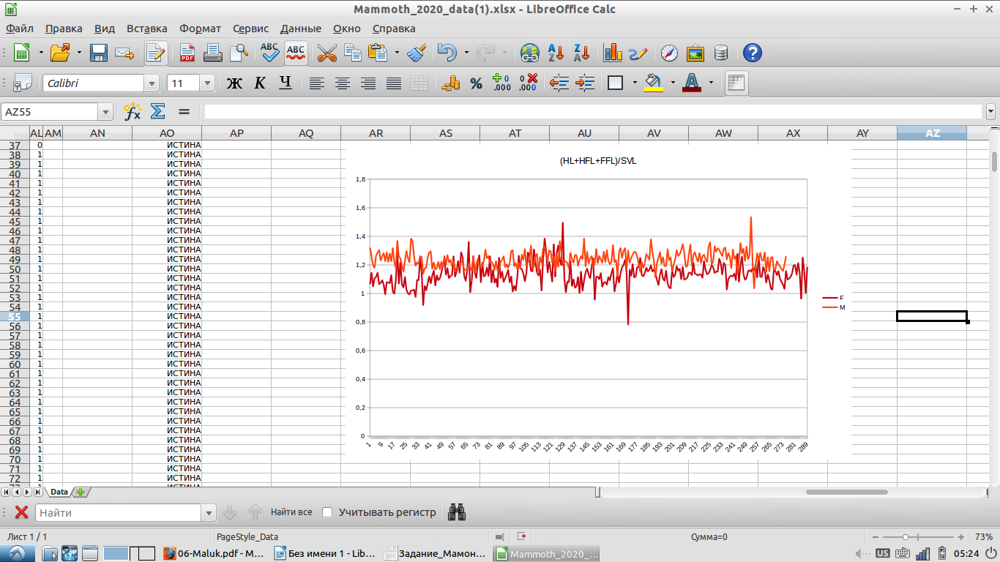 Mammoth_2020_data(1).xlsx - LibreOffice Calc
Файл Правка Вид Вставка Формат Сервис Данные Окно Справка
PDF ABC ABC A Z Z A
Calibri 11 Ж К Ч % 0 .000 0 .000 A
AZ55 fx Σ =
AL AM AN AO AP AQ AR AS AT AU AV AW AX AY AZ
37 0 ИСТИНА
38 1 ИСТИНА
39 1 ИСТИНА
40 1 ИСТИНА
41 1 ИСТИНА
42 1 ИСТИНА
43 1 ИСТИНА
44 1 ИСТИНА
45 1 ИСТИНА
46 1 ИСТИНА
47 1 ИСТИНА
48 1 ИСТИНА
49 1 ИСТИНА
50 1 ИСТИНА
51 1 ИСТИНА
52 1 ИСТИНА
53 1 ИСТИНА
54 1 ИСТИНА
55 1 ИСТИНА
56 1 ИСТИНА
57 1 ИСТИНА
58 1 ИСТИНА
59 1 ИСТИНА
60 1 ИСТИНА
61 1 ИСТИНА
62 1 ИСТИНА
63 1 ИСТИНА
64 1 ИСТИНА
65 1 ИСТИНА
66 1 ИСТИНА
67 1 ИСТИНА
68 1 ИСТИНА
69 1 ИСТИНА
70 1 ИСТИНА
71 1 ИСТИНА
72 1 ИСТИНА
73 1 ИСТИНА
(HL+HFL+FFL)/SVL
1,8
1,6
1,4
1,2
1
0,8
0,6
0,4
0,2
0
1 9 17 25 33 41 49 57 65 73 81 89 97 105 113 121 129 137 145 153 161 169 177 185 193 201 209 217 225 233 241 249 257 265 273 281 289
F
M
Data
Найти Найти все Учитывать регистр
Лист 1 / 1 PageStyle_Data Сумма=0 73%
06-Maluk.pdf - M... Без имени 1 - Lib... Задание_Мамон... Mammoth_2020_... US 05:24